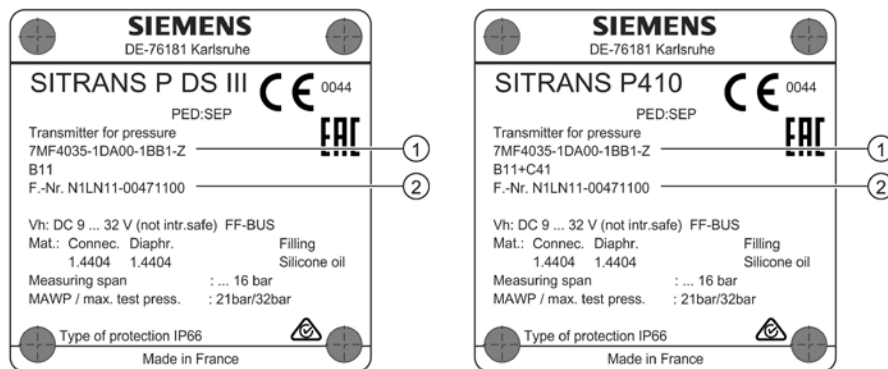 SIEMENS
DE-76181 Karlsruhe
SITRANS P DS III CE 0044
PED:SEP
EAC
Transmitter for pressure
7MF4035-1DA00-1BB1-Z 1
B11
F.-Nr. N1LN11-00471100 2
Vh: DC 9 ... 32 V (not intr.safe) FF-BUS
Mat.: Connec. Diaphr. Filling
1.4404 1.4404 Silicone oil
Measuring span : ... 16 bar
MAWP / max. test press. : 21bar/32bar
Type of protection IP66
Made in France
SIEMENS
DE-76181 Karlsruhe
SITRANS P410 CE 0044
PED:SEP
EAC
Transmitter for pressure
7MF4035-1DA00-1BB1-Z 1
B11+C41
F.-Nr. N1LN11-00471100 2
Vh: DC 9 ... 32 V (not intr.safe) FF-BUS
Mat.: Connec. Diaphr. Filling
1.4404 1.4404 Silicone oil
Measuring span : ... 16 bar
MAWP / max. test press. : 21bar/32bar
Type of protection IP66
Made in France